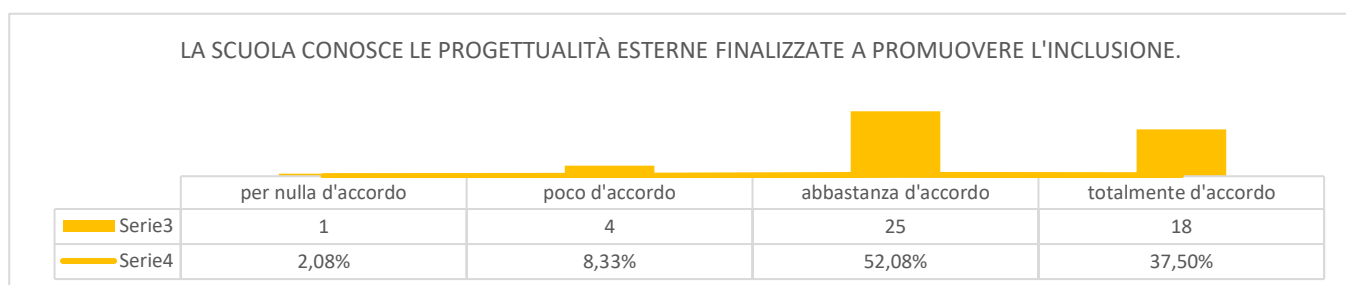 LA SCUOLA CONOSCE LE PROGETTUALITÀ ESTERNE FINALIZZATE A PROMUOVERE L'INCLUSIONE.
per nulla d'accordo poco d'accordo abbastanza d'accordo totalmente d'accordo
Serie3 1 4 25 18
Serie4 2,08% 8,33% 52,08% 37,50%